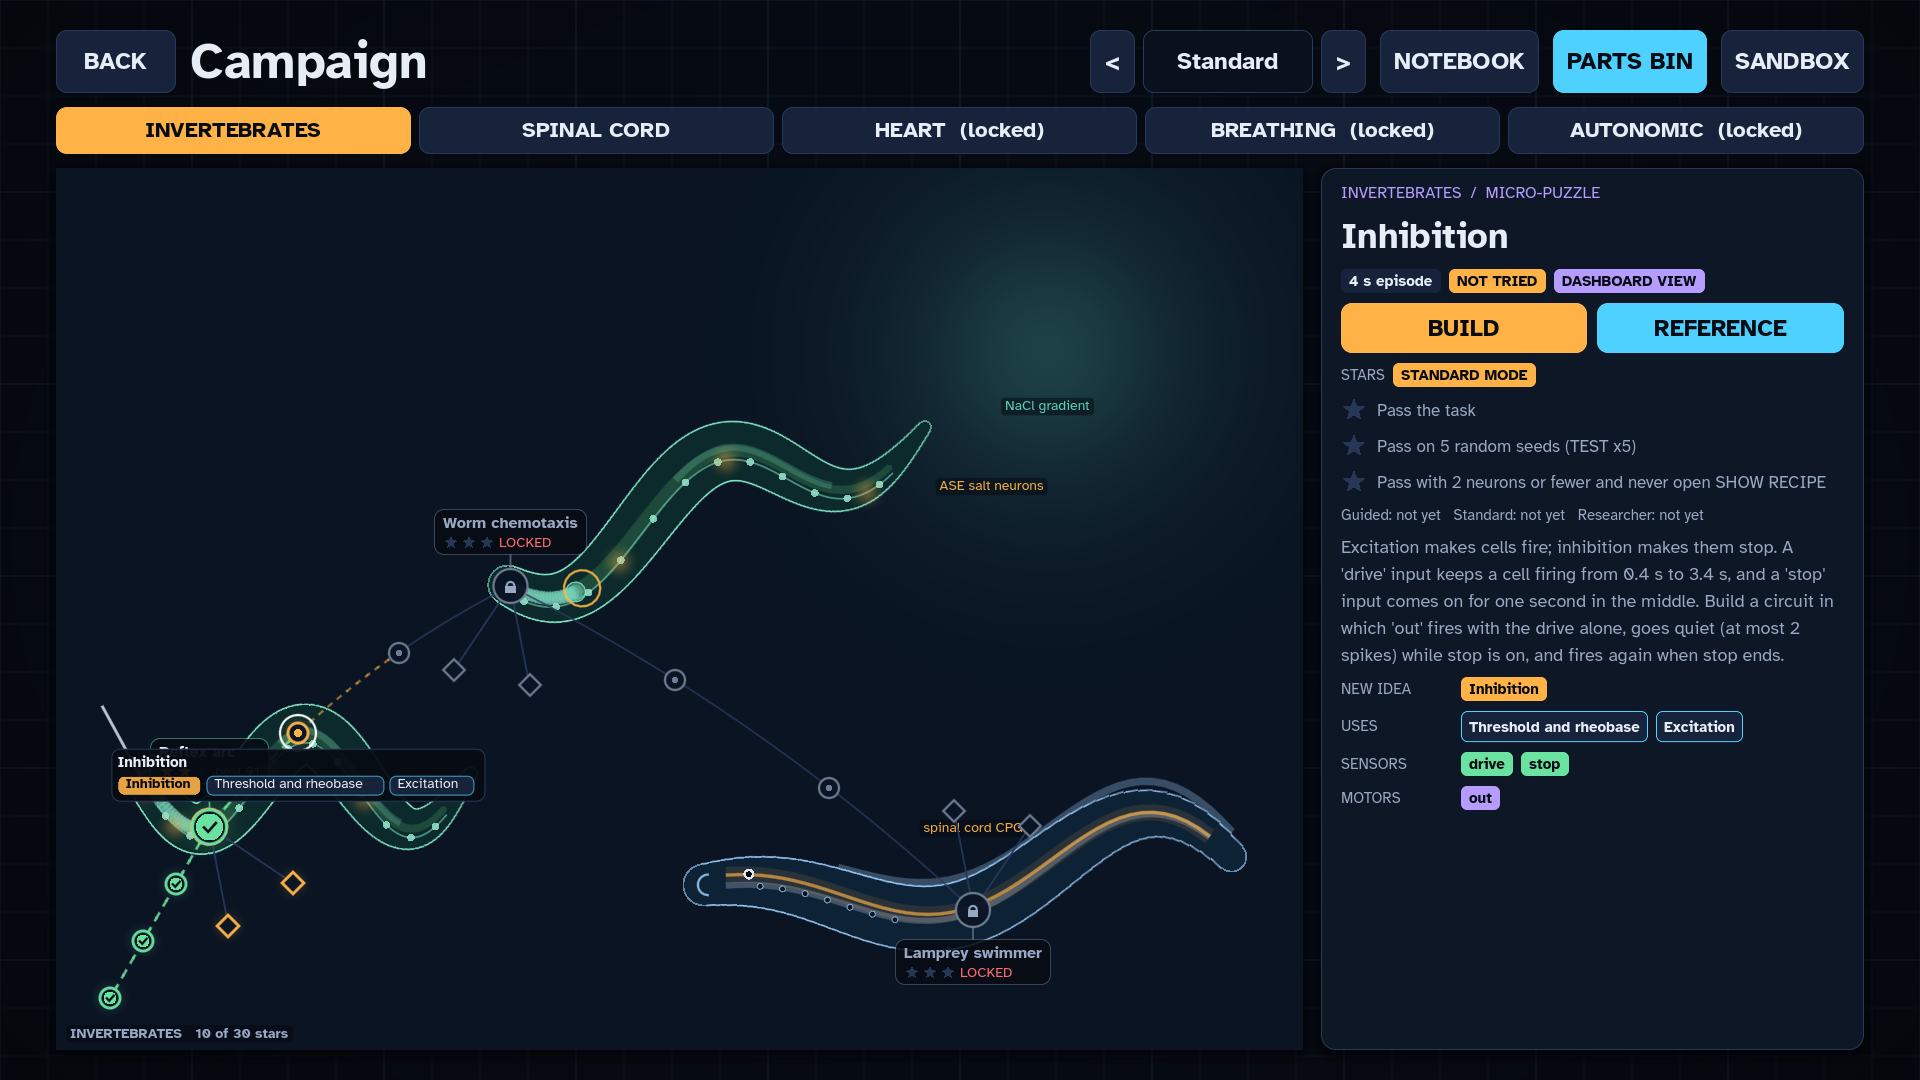 BACK
Campaign
<
Standard
>
NOTEBOOK
PARTS BIN
SANDBOX
INVERTEBRATES
SPINAL CORD
HEART (locked)
BREATHING (locked)
AUTONOMIC (locked)
NaCl gradient
ASE salt neurons
Worm chemotaxis
LOCKED
Reflex arc
Inhibition
Inhibition
Threshold and rheobase
Excitation
spinal cord CPG
Lamprey swimmer
LOCKED
INVERTEBRATES 10 of 30 stars
INVERTEBRATES / MICRO-PUZZLE
Inhibition
4 s episode
NOT TRIED
DASHBOARD VIEW
BUILD
REFERENCE
STARS
STANDARD MODE
Pass the task
Pass on 5 random seeds (TEST x5)
Pass with 2 neurons or fewer and never open SHOW RECIPE
Guided: not yet Standard: not yet Researcher: not yet
Excitation makes cells fire; inhibition makes them stop. A
'drive' input keeps a cell firing from 0.4 s to 3.4 s, and a 'stop'
input comes on for one second in the middle. Build a circuit in
which 'out' fires with the drive alone, goes quiet (at most 2
spikes) while stop is on, and fires again when stop ends.
NEW IDEA
Inhibition
USES
Threshold and rheobase
Excitation
SENSORS
drive
stop
MOTORS
out